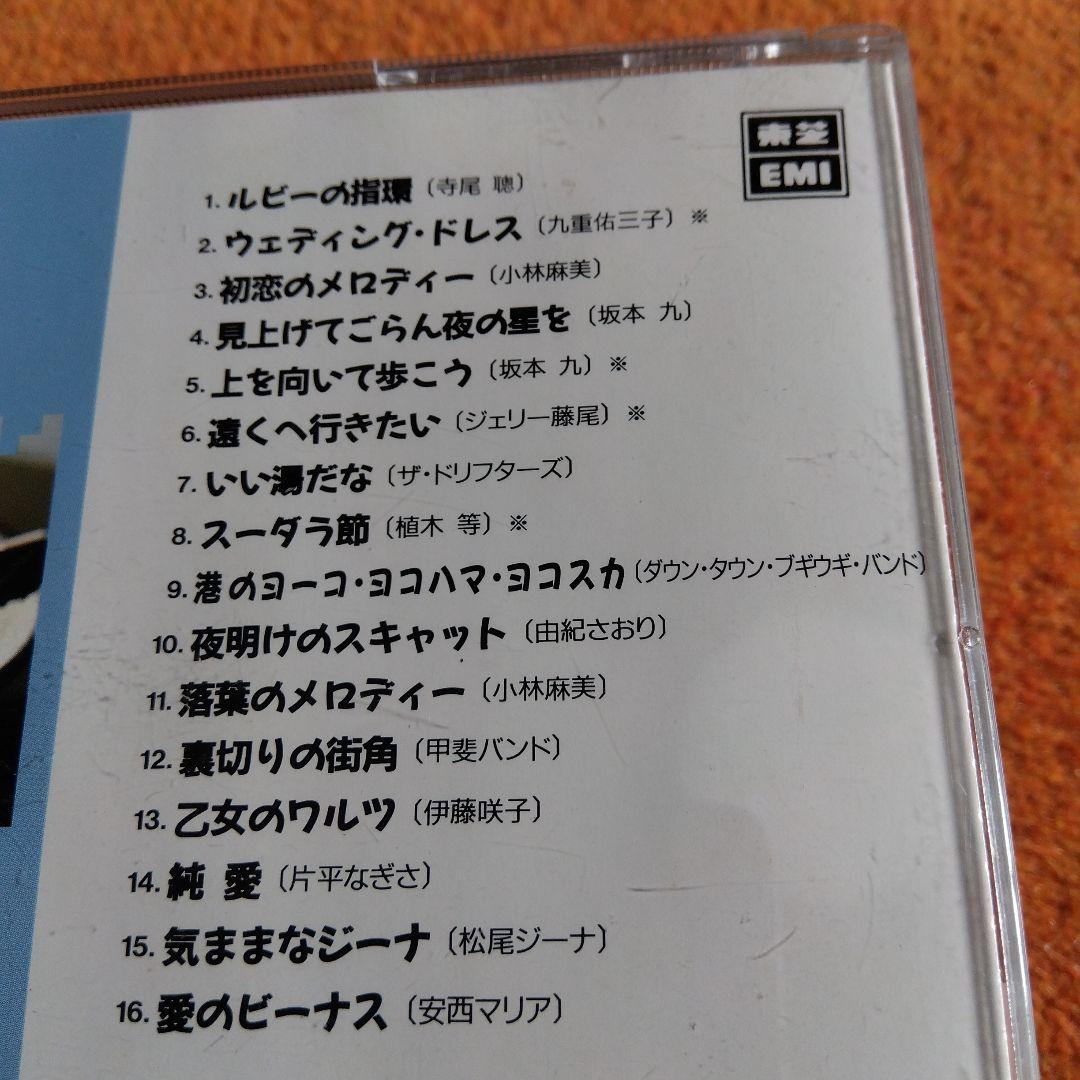 東芝
EMI
1. ルビーの指環〔寺尾 聰〕
2. ウェディング・ドレス〔九重佑三子〕※
3. 初恋のメロディー〔小林麻美〕
4. 見上げてごらん夜の星を〔坂本 九〕
5. 上を向いて歩こう〔坂本 九〕※
6. 遠くへ行きたい〔ジェリー藤尾〕※
7. いい湯だな〔ザ・ドリフターズ〕
8. スーダラ節〔植木 等〕※
9. 港のヨーコ・ヨコハマ・ヨコスカ〔ダウン・タウン・ブギウギ・バンド〕
10. 夜明けのスキャット〔由紀さおり〕
11. 落葉のメロディー〔小林麻美〕
12. 裏切りの街角〔甲斐バンド〕
13. 乙女のワルツ〔伊藤咲子〕
14. 純 愛〔片平なぎさ〕
15. 気ままなジーナ〔松尾ジーナ〕
16. 愛のビーナス〔安西マリア〕